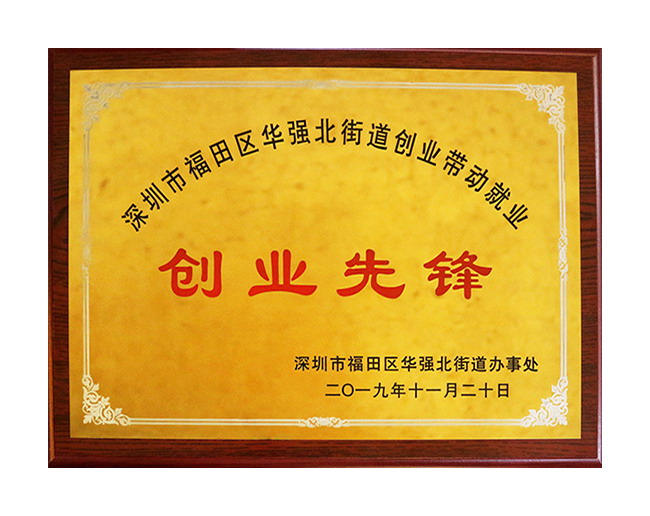 深圳市福田区华强北街道创业带动就业
创业先锋
深圳市福田区华强北街道办事处
二〇一九年十一月二十日